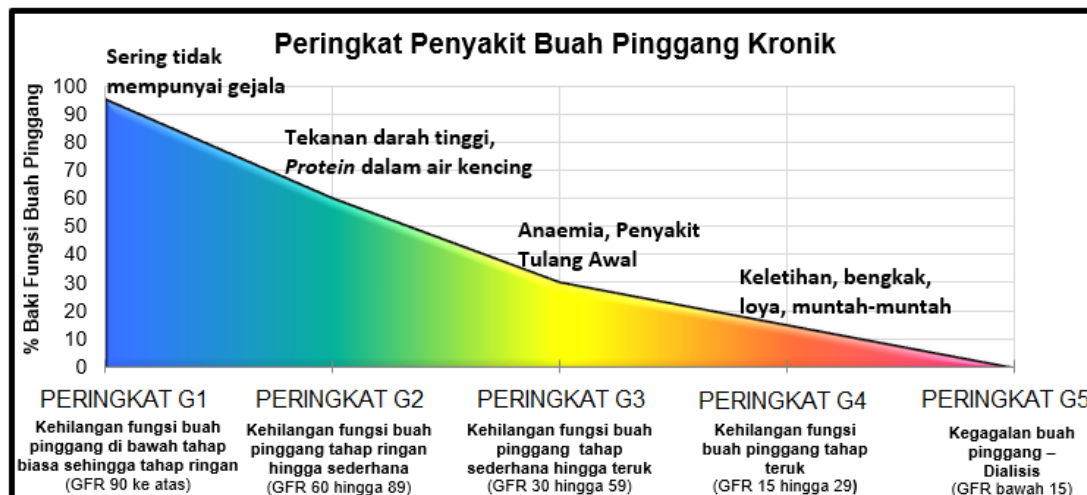 Peringkat Penyakit Buah Pinggang Kronik
Sering tidak
mempunyai gejala
Tekanan darah tinggi,
Protein dalam air kencing
Anaemia, Penyakit
Tulang Awal
Keletihan, bengkak,
loya, muntah-muntah
% Baki Fungsi Buah Pinggang
100
90
80
70
60
50
40
30
20
10
0
PERINGKAT G1
Kehilangan fungsi buah
pinggang di bawah tahap
biasa sehingga tahap ringan
(GFR 90 ke atas)
PERINGKAT G2
Kehilangan fungsi buah
pinggang tahap ringan
hingga sederhana
(GFR 60 hingga 89)
PERINGKAT G3
Kehilangan fungsi buah
pinggang tahap
sederhana hingga teruk
(GFR 30 hingga 59)
PERINGKAT G4
Kehilangan fungsi
buah pinggang tahap
teruk
(GFR 15 hingga 29)
PERINGKAT G5
Kegagalan buah
pinggang –
Dialisis
(GFR bawah 15)